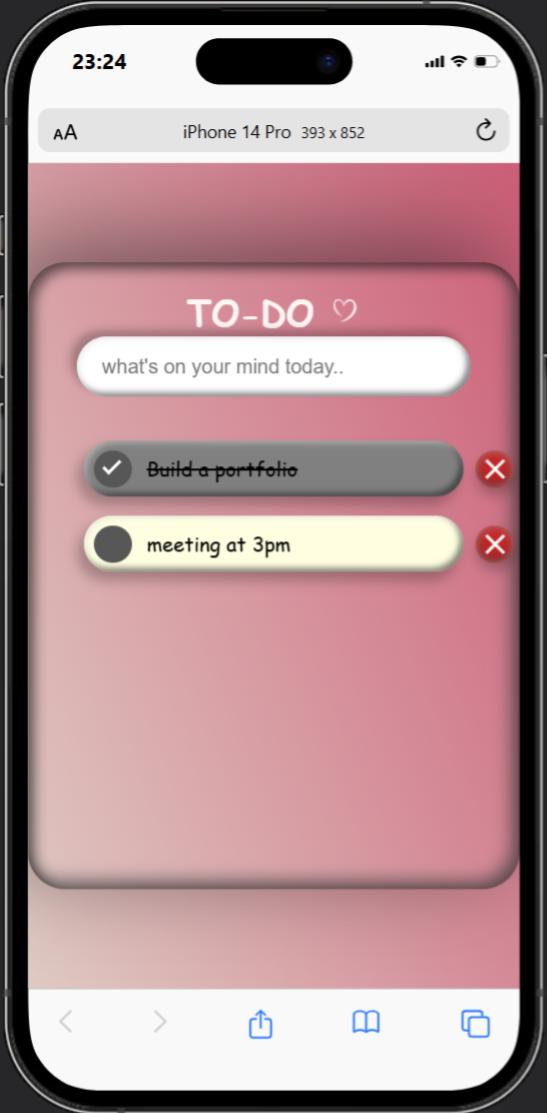 23:24
AA
iPhone 14 Pro 393 x 852
TO-DO ♡
what's on your mind today..
Build a portfolio
meeting at 3pm